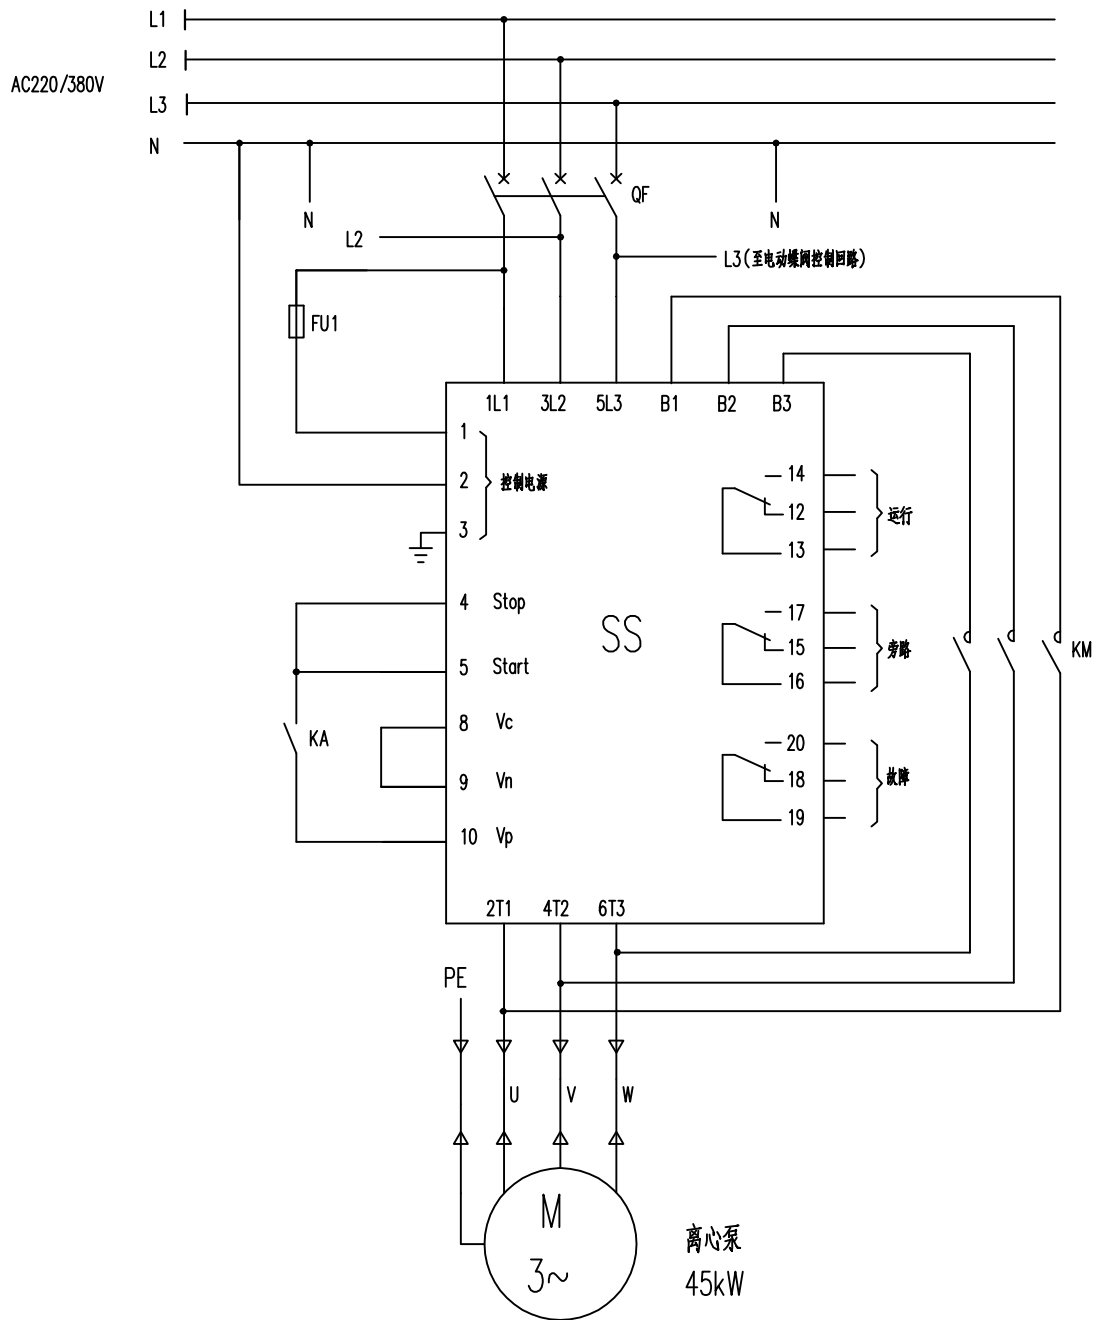 L1
L2
AC220/380V
L3
N
QF
N
N
L2
L3(至电动蝶阀控制回路)
FU1
1L1 3L2 5L3 B1 B2 B3
1
14
2 控制电源
12 运行
3
13
4 Stop
17
SS
15 旁路
KM
5 Start
16
8 Vc
KA
20
9 Vn
18 故障
10 Vp
19
2T1 4T2 6T3
PE
U V W
M
3~
离心泵
45kW